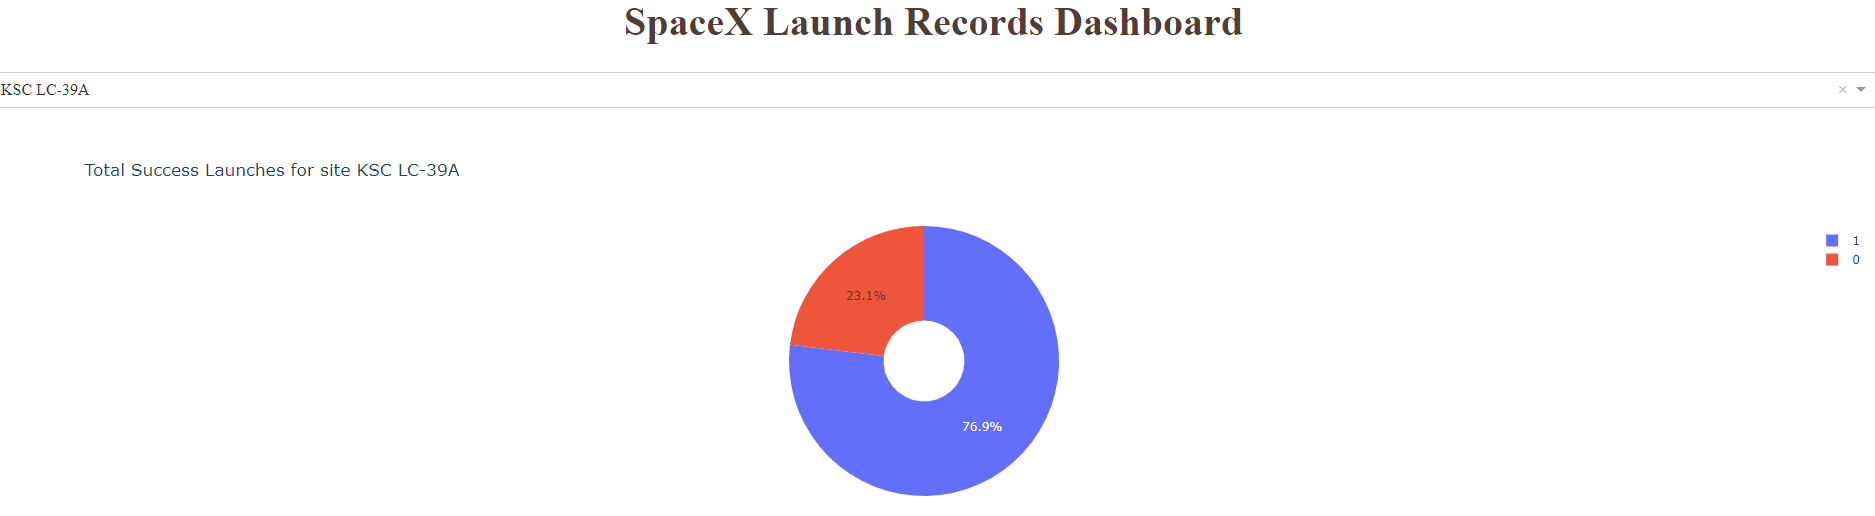 SpaceX Launch Records Dashboard
KSC LC-39A
Total Success Launches for site KSC LC-39A
1
0
23.1%
76.9%